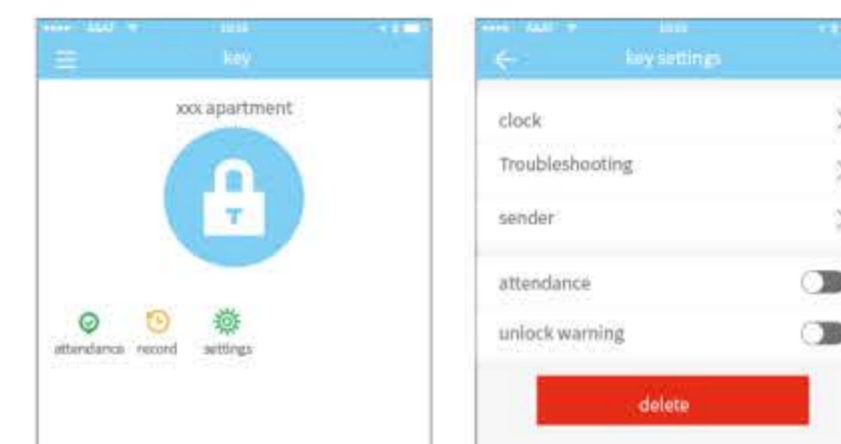 key
xxx apartment
T
attendance record settings
key settings
clock
Troubleshooting
sender
attendance
unlock warning
delete